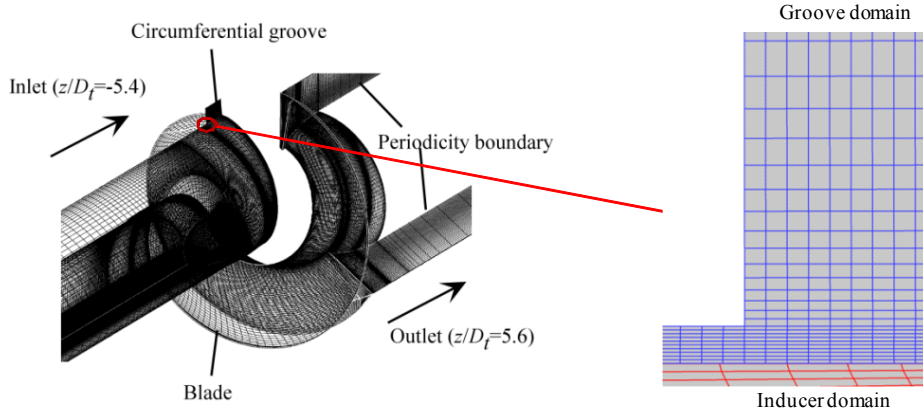 Groove domain
Circumferential groove
Inlet (z/Dt=-5.4)
Periodicity boundary
Outlet (z/Dt=5.6)
Blade
Inducer domain